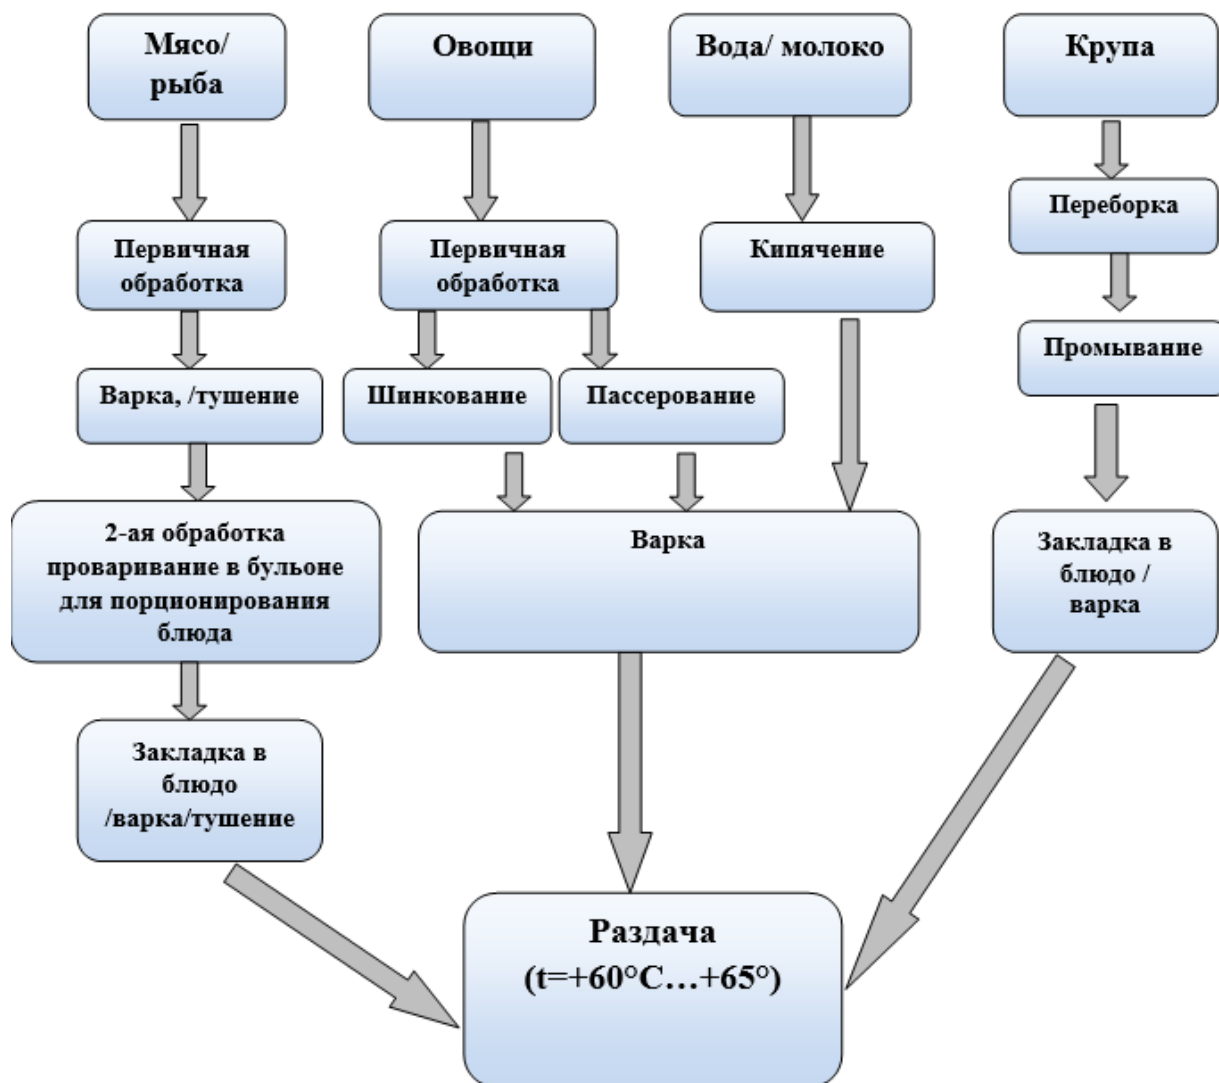 Мясо/
рыба
Овощи
Вода/ молоко
Крупа
Первичная
обработка
Первичная
обработка
Кипячение
Переборка
Промывание
Варка, /тушение
Шинкование
Пассерование
2-ая обработка
проваривание в бульоне
для порционирования
блюда
Варка
Закладка в
блюдо /
варка
Закладка в
блюдо
/варка/тушение
Раздача
(t=+60°C…+65°)